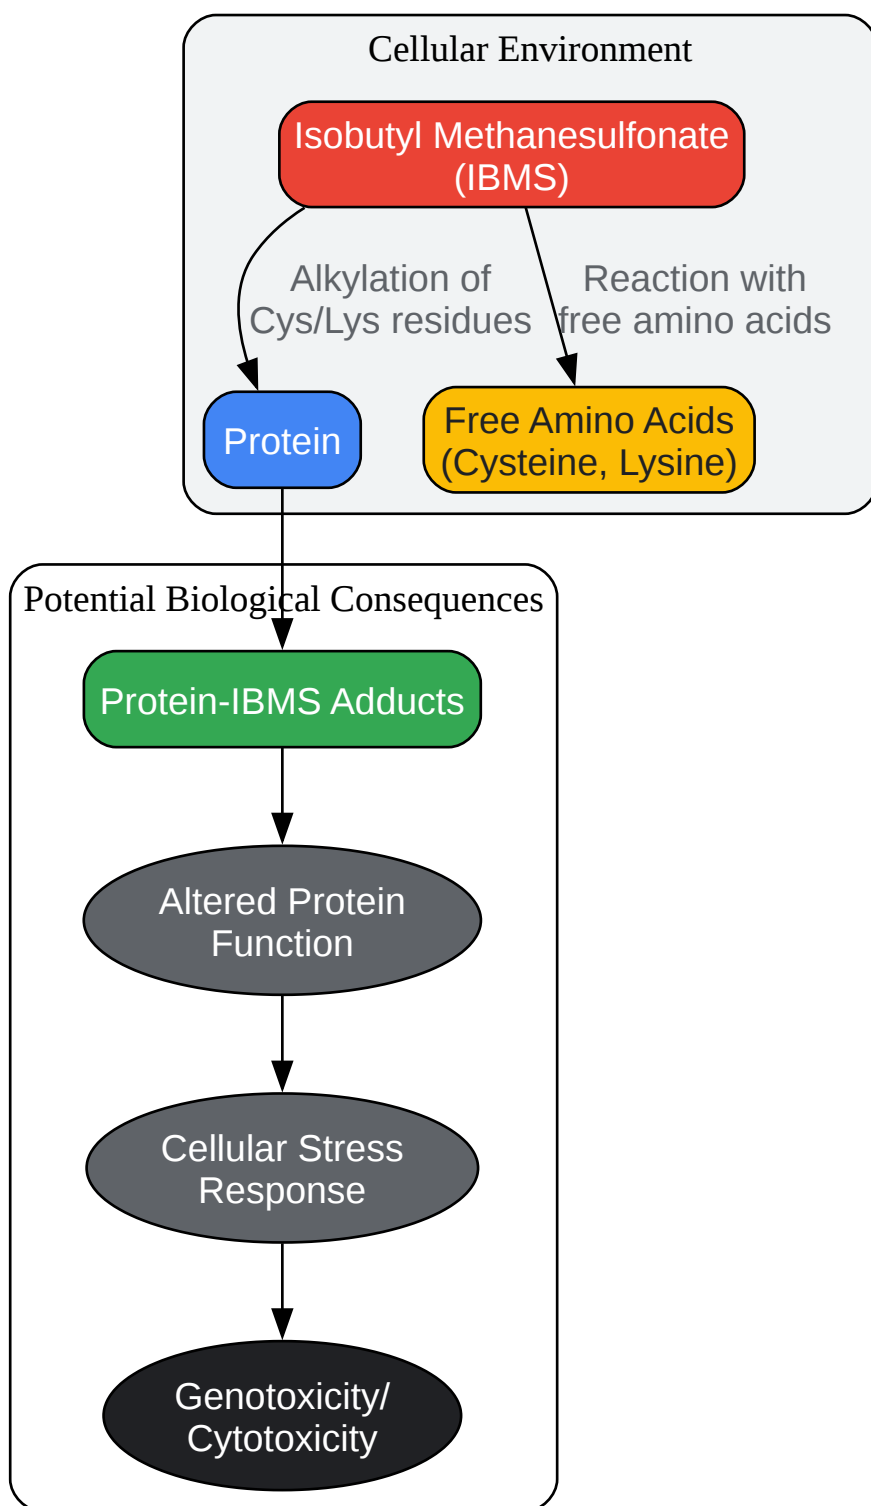 Cellular Environment
Isobutyl Methanesulfonate
(IBMS)
Alkylation of
Cys/Lys residues
Reaction with
free amino acids
Protein
Free Amino Acids
(Cysteine, Lysine)
Potential Biological Consequences
Protein-IBMS Adducts
Altered Protein
Function
Cellular Stress
Response
Genotoxicity/
Cytotoxicity